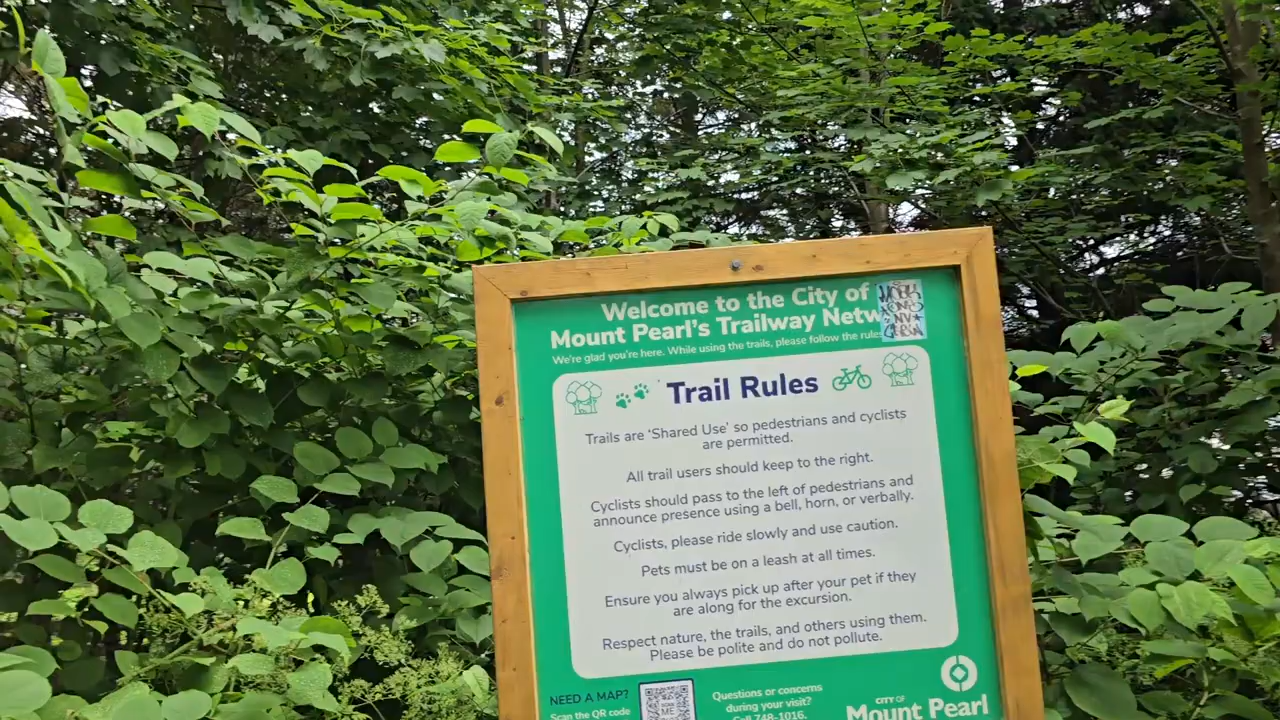 Welcome to the City of
Mount Pearl's Trailway Netw
We're glad you're here. While using the trails, please follow the rules
Trail Rules
Trails are 'Shared Use' so pedestrians and cyclists
are permitted.
All trail users should keep to the right.
Cyclists should pass to the left of pedestrians and
announce presence using a bell, horn, or verbally.
Cyclists, please ride slowly and use caution.
Pets must be on a leash at all times.
Ensure you always pick up after your pet if they
are along for the excursion.
Respect nature, the trails, and others using them.
Please be polite and do not pollute.
NEED A MAP?
Scan the QR code
Questions or concerns
during your visit?
Call 748-1016.
CITY OF
Mount Pearl